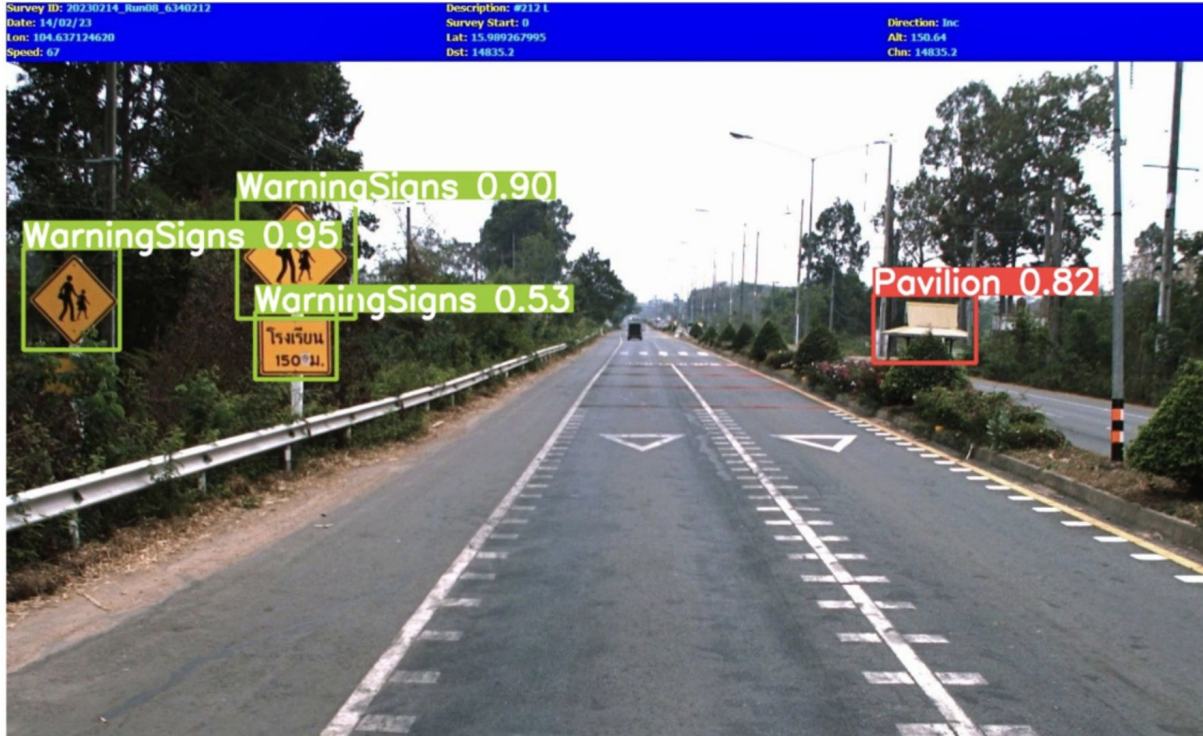 Survey ID: 20230214_Run08_6340212
Description: #212 L
Date: 14/02/23
Survey Start: 0
Direction: Inc
Lon: 104.637124620
Lat: 15.989267995
Alt: 150.64
Speed: 67
Dst: 14835.2
Chn: 14835.2
WarningSigns 0.90
WarningSigns 0.95
Pavilion 0.82
WarningSigns 0.53
โรงเรียน
150 ม.